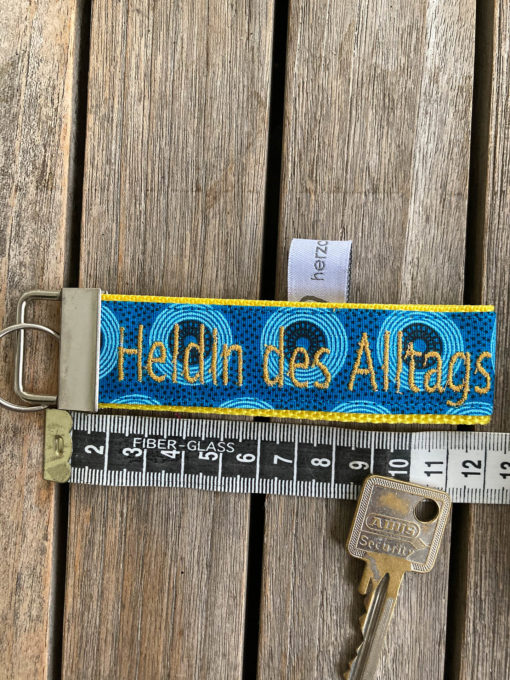 herzo
HeldIn des Alltags
FIBER-GLASS
2 3 4 5 6 7 8 9 10 11 12 13
ABUS
Security